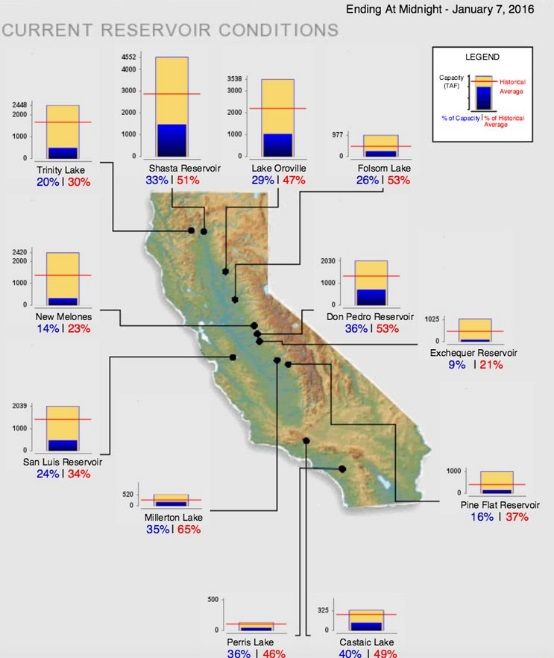 Ending At Midnight - January 7, 2016
CURRENT RESERVOIR CONDITIONS
LEGEND
Capacity
(TAF)
Historical
Average
% of Capacity | % of Historical
Average
2448
2000
1000
0
Trinity Lake
20% | 30%
4552
4000
3000
2000
1000
0
Shasta Reservoir
33% | 51%
3538
3000
2000
1000
0
Lake Oroville
29% | 47%
977
0
Folsom Lake
26% | 53%
2420
2000
1000
0
New Melones
14% | 23%
2030
1000
0
Don Pedro Reservoir
36% | 53%
1025
0
Exchequer Reservoir
9% | 21%
2039
1000
0
San Luis Reservoir
24% | 34%
520
0
Millerton Lake
35% | 65%
1000
0
Pine Flat Reservoir
16% | 37%
500
0
Perris Lake
36% | 46%
325
0
Castaic Lake
40% | 49%